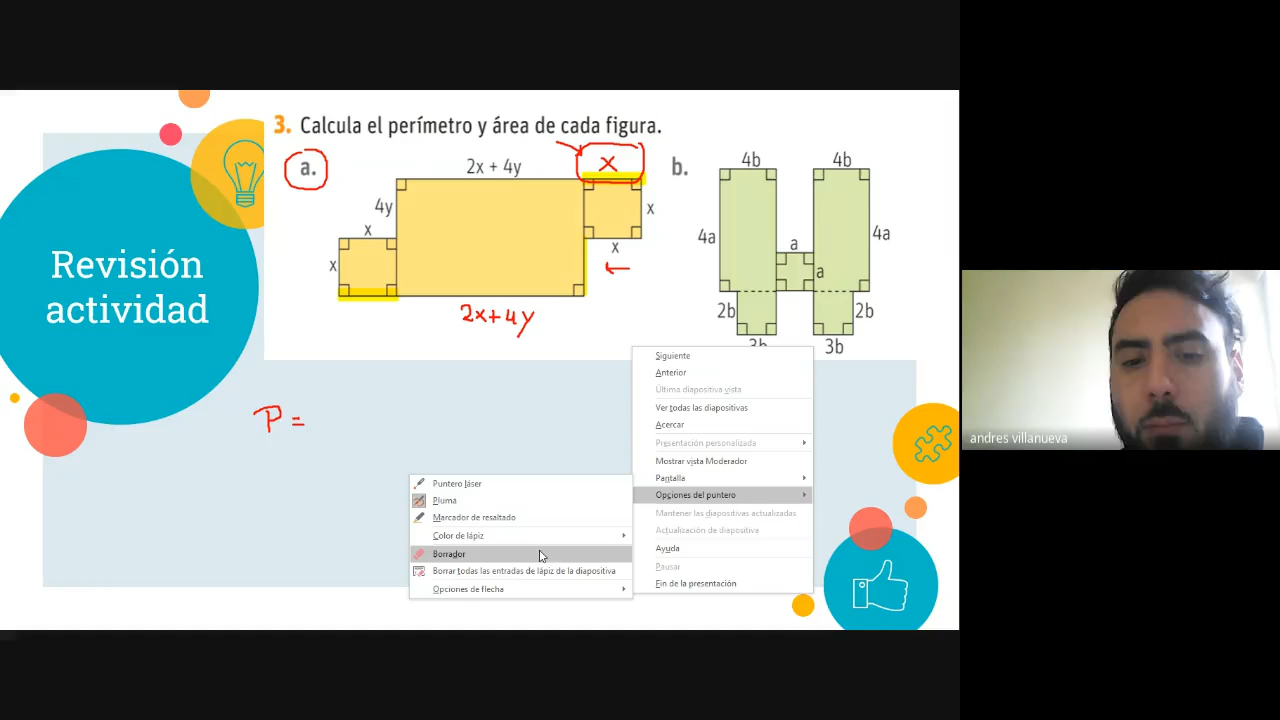 Revisión
actividad
3. Calcula el perímetro y área de cada figura.
a.
2x + 4y
x
4y
x
x
x
x
2x+4y
b.
4b
4b
4a
a
a
4a
2b
2b
3b
3b
P =
Siguiente
Anterior
Última diapositiva vista
Ver todas las diapositivas
Acercar
Presentación personalizada
Mostrar vista Moderador
Pantalla
Opciones del puntero
Mantener las diapositivas actualizadas
Actualización de diapositiva
Ayuda
Pausar
Fin de la presentación
Puntero láser
Pluma
Marcador de resaltado
Color de lápiz
Borrador
Borrar todas las entradas de lápiz de la diapositiva
Opciones de flecha
andres villanueva